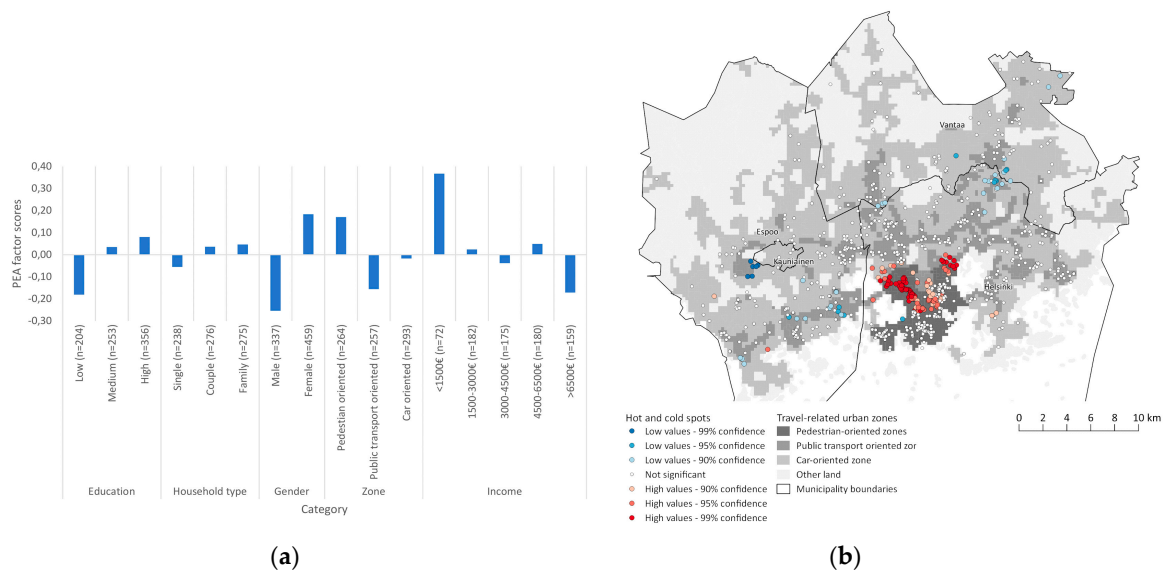 0,40
0,30
0,20
0,10
0,00
-0,10
-0,20
-0,30
PEA factor scores
Low (n=204)
Medium (n=253)
High (n=356)
Single (n=238)
Couple (n=276)
Family (n=275)
Male (n=337)
Female (n=459)
Pedestrian oriented (n=264)
Public transport oriented (n=257)
Car oriented (n=293)
<1500€ (n=72)
1500-3000€ (n=182)
3000-4500€ (n=175)
4500-6500€ (n=180)
>6500€ (n=159)
Education
Household type
Gender
Zone
Income
Category
(a)
Vantaa
Espoo
Kauniainen
Helsinki
Hot and cold spots
Low values - 99% confidence
Low values - 95% confidence
Low values - 90% confidence
Not significant
High values - 90% confidence
High values - 95% confidence
High values - 99% confidence
Travel-related urban zones
Pedestrian-oriented zones
Public transport oriented zor
Car-oriented zone
Other land
Municipality boundaries
0 2 4 6 8 10 km
(b)